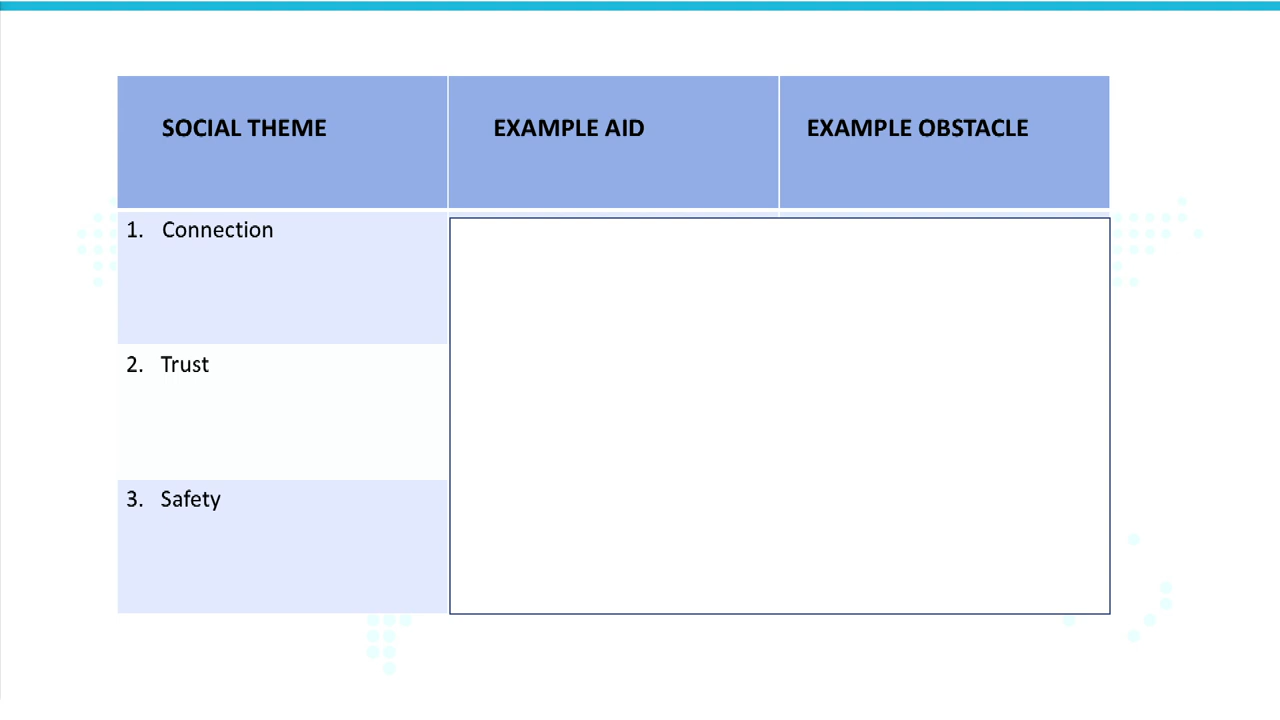 SOCIAL THEME
EXAMPLE AID
EXAMPLE OBSTACLE
1. Connection
2. Trust
3. Safety